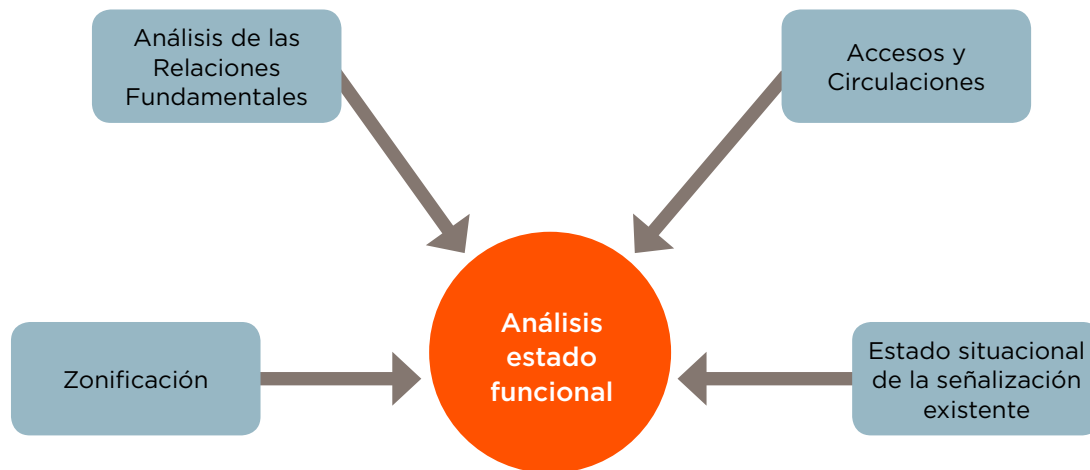 Análisis de las
Relaciones
Fundamentales
Accesos y
Circulaciones
Análisis
estado
funcional
Zonificación
Estado situacional
de la señalización
existente